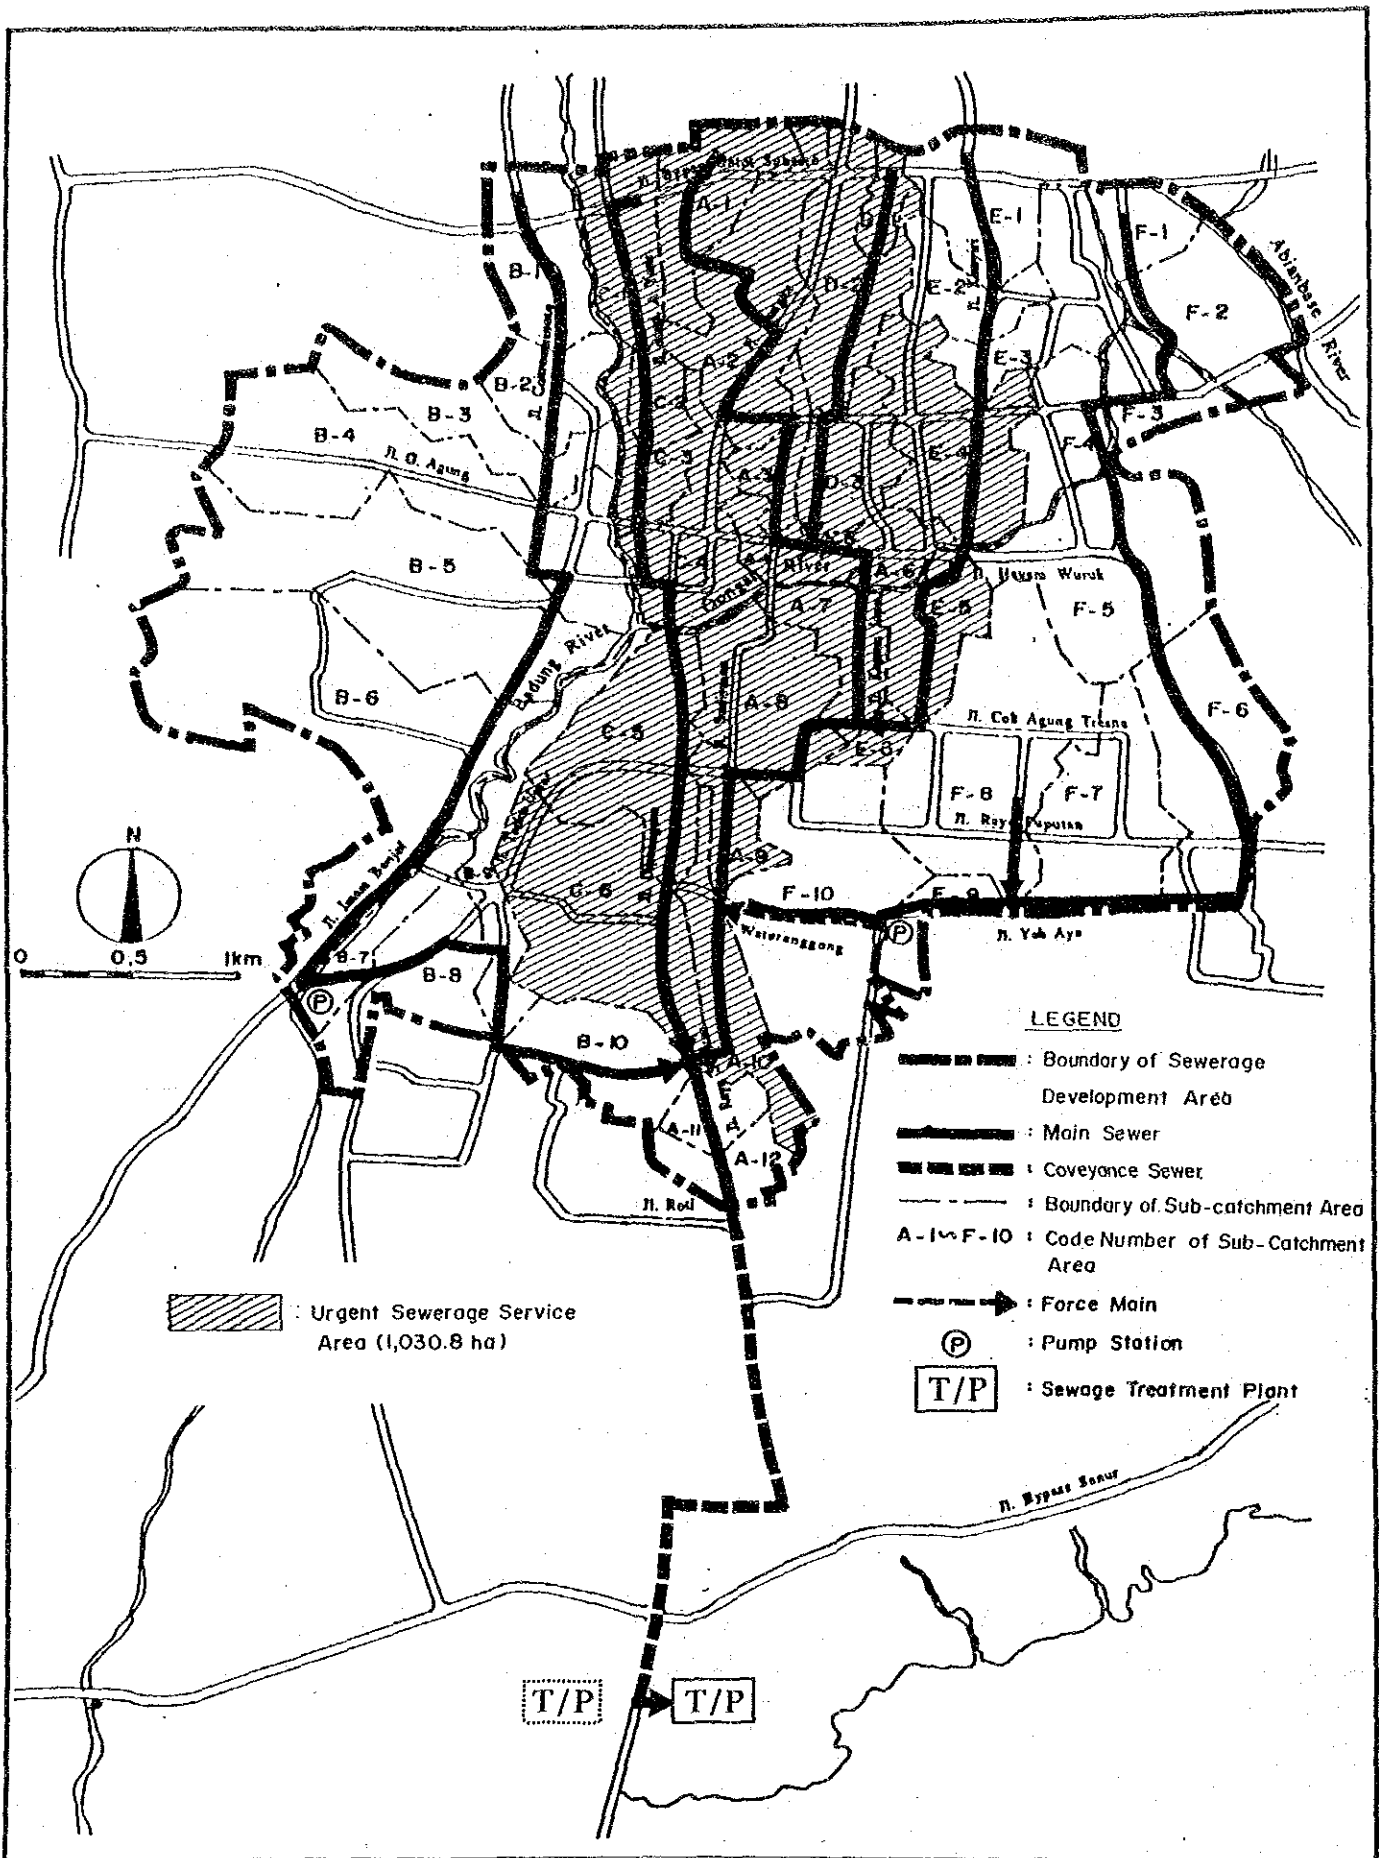 A-1
E-1
F-1
Abianbase
River
B-1
D-2
E-2
F-2
A-2
E-3
B-2
B-3
B-4
F-3
F-4
Jl. G. Agung
C-3
A-3
D-3
E-4
B-5
River
A-6
Jl. Hayam Wuruk
A-7
E-5
F-5
Badung River
B-6
A-8
C-5
Jl. Cok Agung Tresna
F-6
E-6
F-8
F-7
Jl. Raya Puputan
N
Jl. Imam Bonjol
B-9
A-9
C-6
F-10
F-9
Waturenggong
P
Jl. Yeh Aya
0
0,5
1km
B-7
B-8
P
B-10
A-10
A-11
A-12
Jl. Roti
LEGEND
: Boundary of Sewerage
Development Area
: Main Sewer
: Coveyance Sewer
: Boundary of Sub-catchment Area
A-1~F-10 : Code Number of Sub-Catchment
Area
: Force Main
P : Pump Station
T/P : Sewage Treatment Plant
: Urgent Sewerage Service
Area (1,030.8 ha)
Jl. Bypass Sanur
T/P
T/P